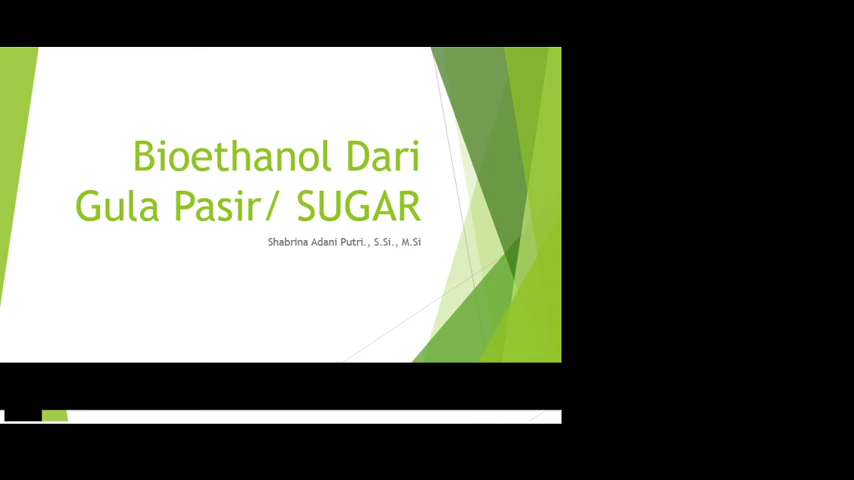 Bioethanol Dari
Gula Pasir/ SUGAR
Shabrina Adani Putri., S.Si., M.Si